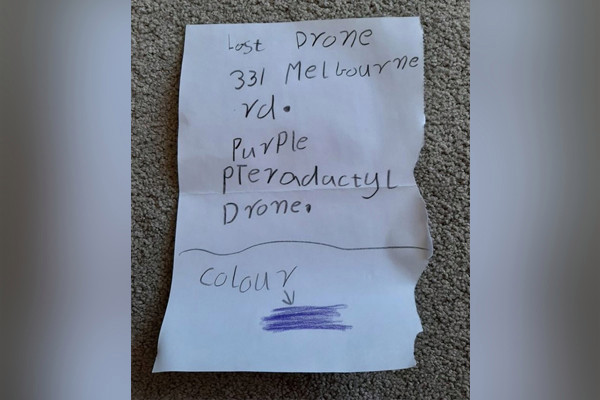 Lost Drone
331 Melbourne
rd.
PurPle
PTeradactyl
Drone.
Colour